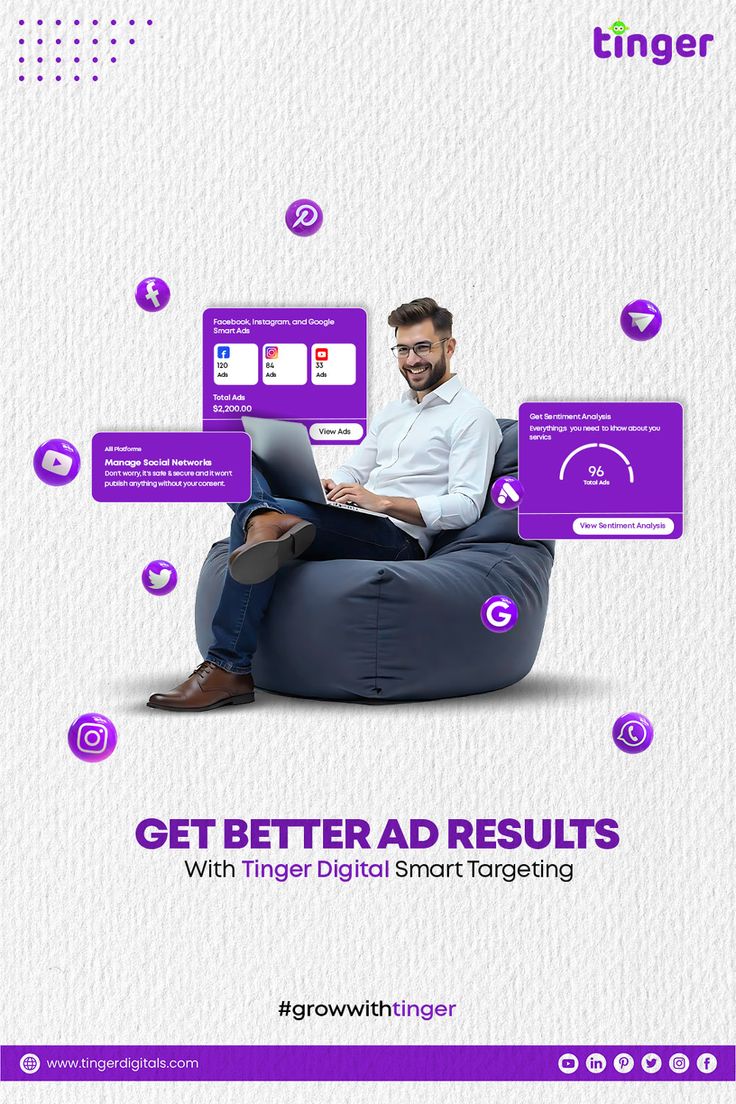 tinger
Facebook, Instagram, and Google
Smart Ads
120
Ads
84
Ads
33
Ads
Total Ads
$2,200.00
View Ads
All Platforms
Manage Social Networks
Don't worry, it's safe & secure and it won't
publish anything without your consent.
Get Sentiment Analysis
Everythings you need to know about you
servics
96
Total Ads
View Sentiment Analysis
GET BETTER AD RESULTS
With Tinger Digital Smart Targeting
#growwithtinger
www.tingerdigitals.com